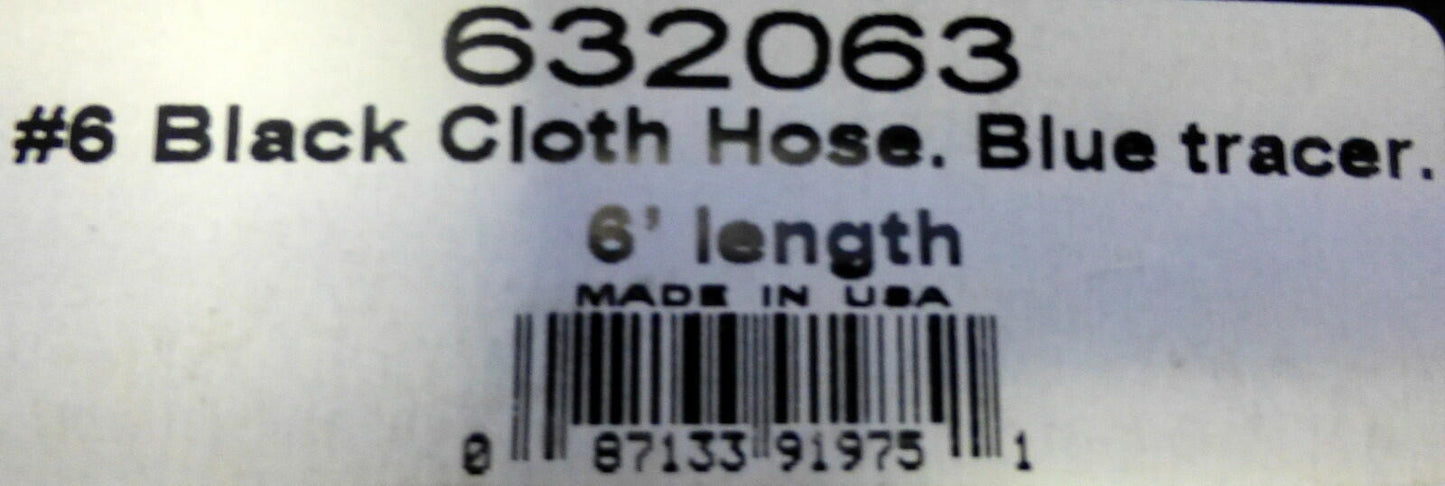 632063
#6 Black Cloth Hose. Blue tracer.
6' length
MADE IN USA
0 87133 91975 1